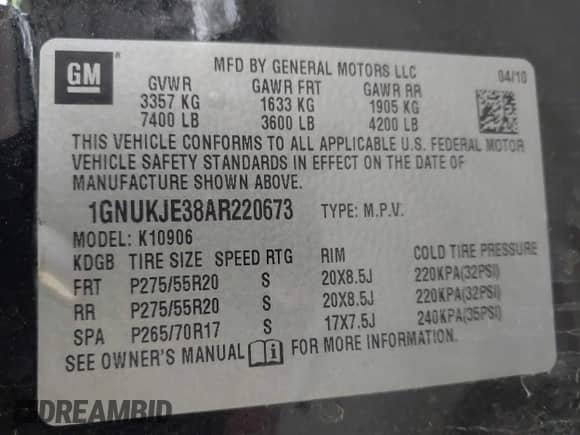 GM
MFD BY GENERAL MOTORS LLC 04/10
GVWR GAWR FRT GAWR RR
3357 KG 1633 KG 1905 KG
7400 LB 3600 LB 4200 LB
THIS VEHICLE CONFORMS TO ALL APPLICABLE U.S. FEDERAL MOTOR
VEHICLE SAFETY STANDARDS IN EFFECT ON THE DATE OF
MANUFACTURE SHOWN ABOVE.
1GNUKJE38AR220673 TYPE: M.P.V.
MODEL: K10906
KDGB TIRE SIZE SPEED RTG RIM COLD TIRE PRESSURE
FRT P275/55R20 S 20X8.5J 220KPA(32PSI)
RR P275/55R20 S 20X8.5J 220KPA(32PSI)
SPA P265/70R17 S 17X7.5J 240KPA(35PSI)
SEE OWNER'S MANUAL FOR MORE INFORMATION.
DREAMBID